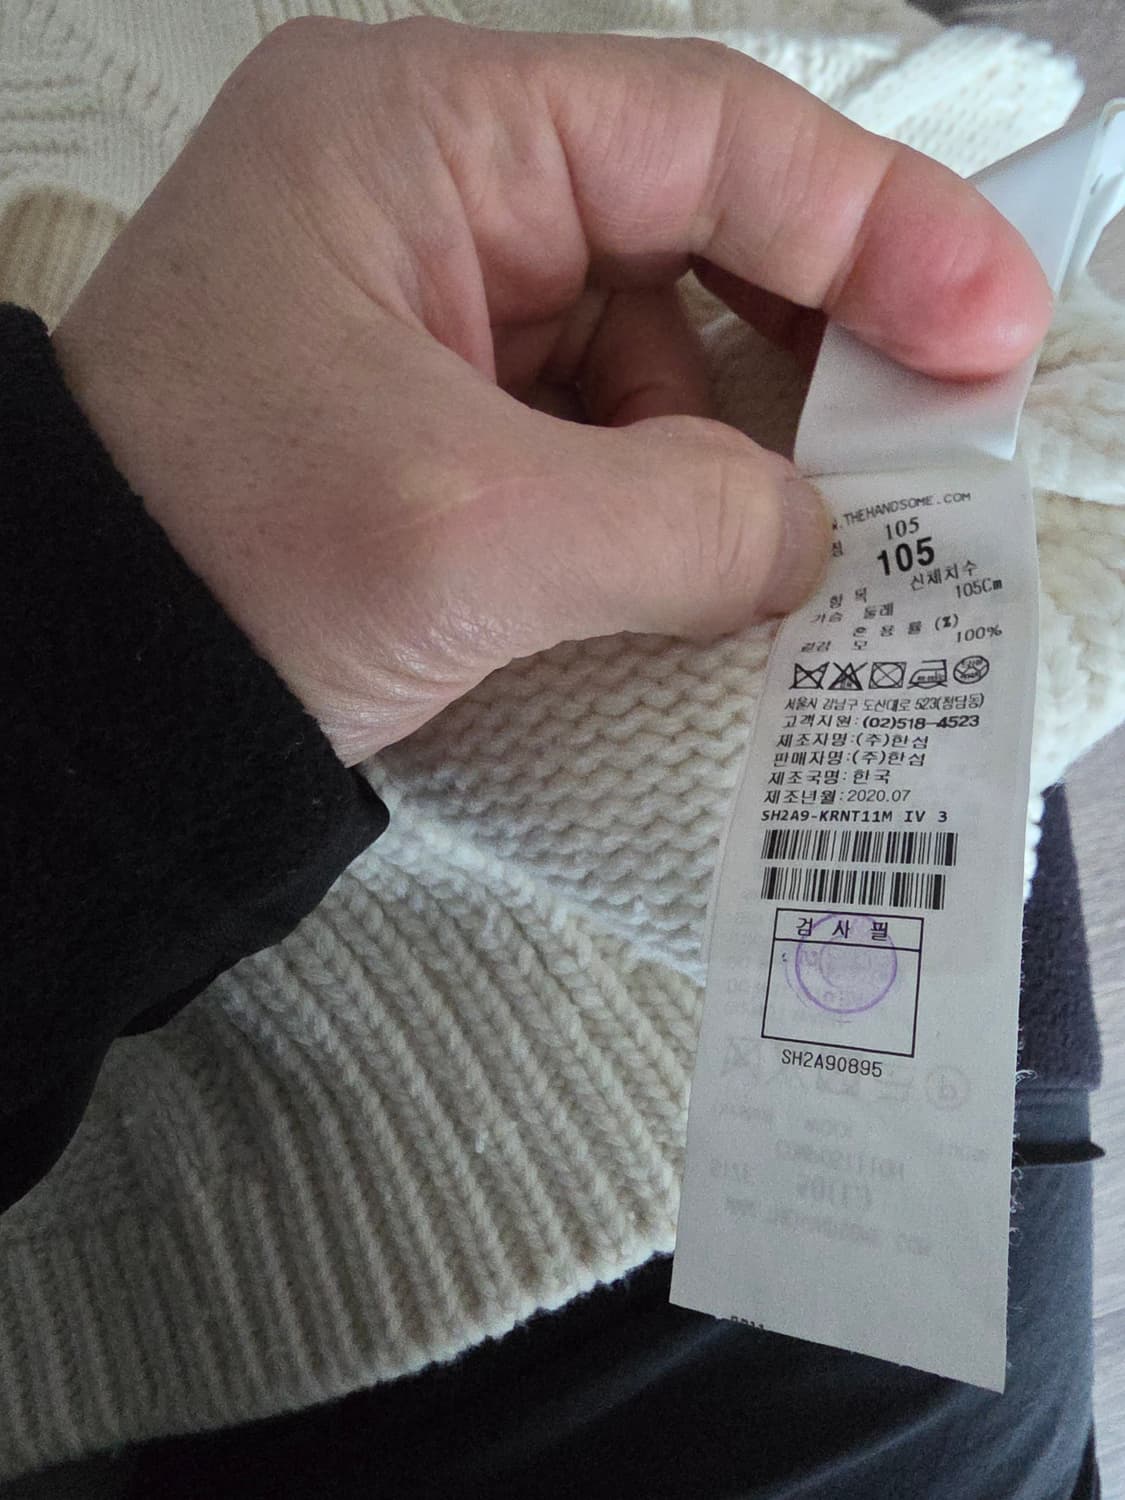 W.THEHANDSOME.COM
105
105
신체치수
항 목
가슴 둘레 105Cm
혼 용 률 (%)
겉감 모 100%
서울시 강남구 도산대로 523(청담동)
고객지원:(02)518-4523
제조자명:(주)한섬
판매자명:(주)한섬
제조국명:한국
제조년월:2020.07
SH2A9-KRNT11M IV 3
검 사 필
SH2A90895